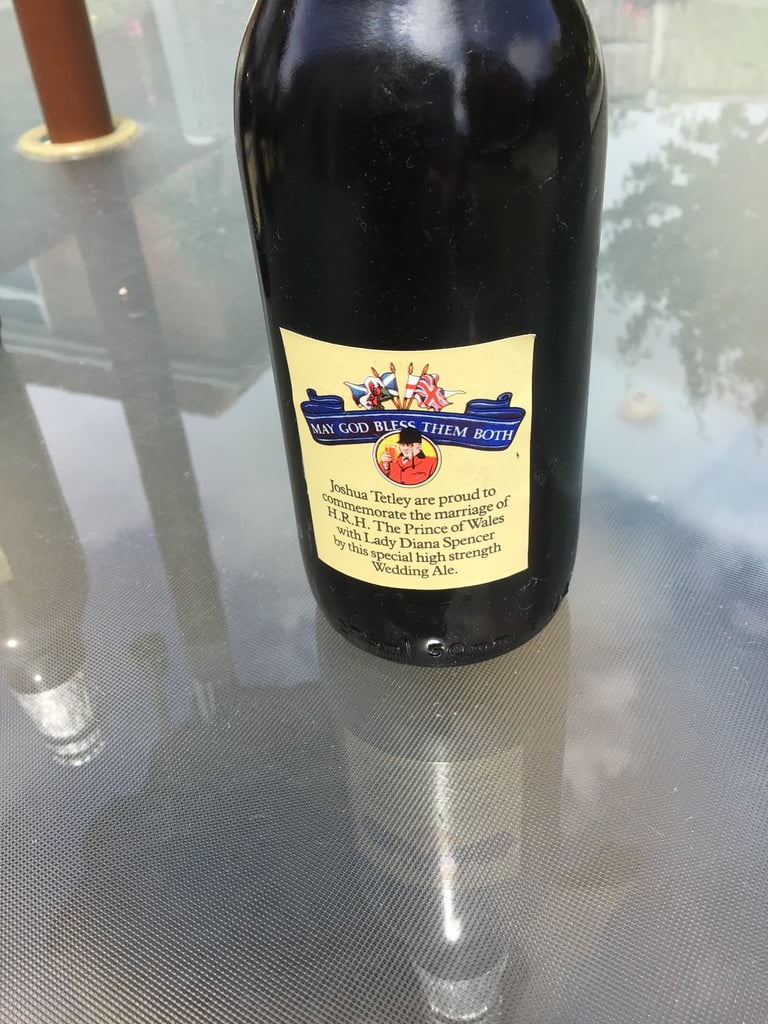 MAY GOD BLESS THEM BOTH
Joshua Tetley are proud to
commemorate the marriage of
H.R.H. The Prince of Wales
with Lady Diana Spencer
by this special high strength
Wedding Ale.